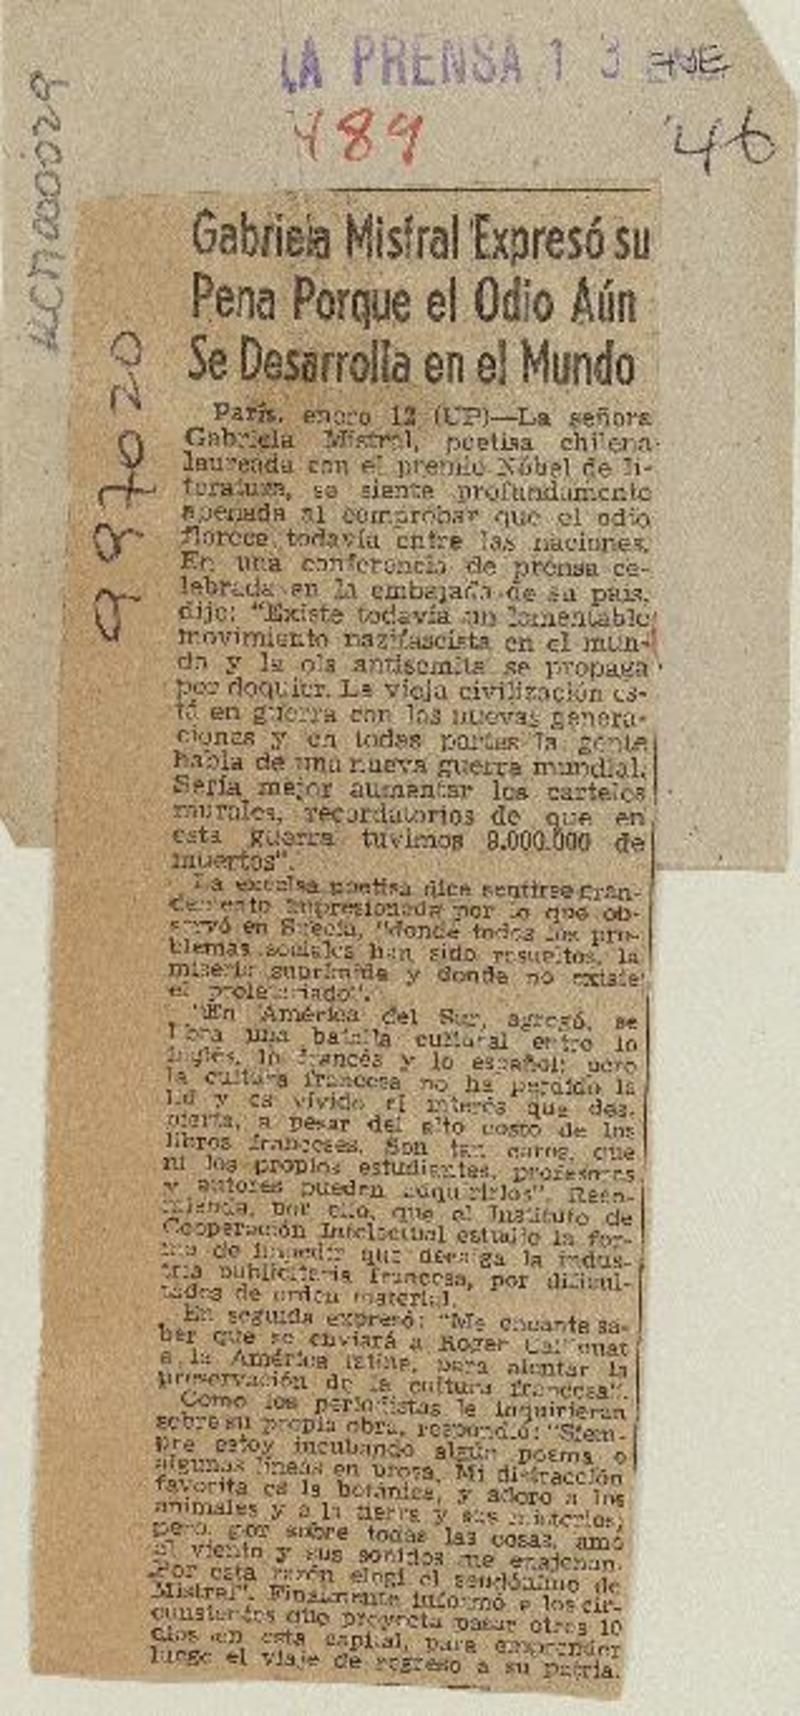 LA PRENSA 13 ENE
489
'46
997020
Gabriela Mistral Expresó su
Pena Porque el Odio Aún
Se Desarrolla en el Mundo
París, enero 12 (UP)—La señora
Gabriela Mistral, poetisa chilena
laureada con el premio Nóbel de li-
teratura, se siente profundamente
apenada al comprobar que el odio
florece todavía entre las naciones.
En una conferencia de prensa ce-
lebrada en la embajada de su país,
dijo: "Existe todavía un lamentable
movimiento nazifascista en el mun-
do y la ola antisemita se propaga
por doquier. La vieja civilización es-
tá en guerra con las nuevas genera-
ciones y en todas partes la gente
habla de una nueva guerra mundial.
Sería mejor aumentar los carteles
murales, recordatorios de que en
esta guerra tuvimos 8.000.000 de
muertos".
La excelsa poetisa dice sentirse gran-
demente impresionada por lo que ob-
servó en Suecia, "donde todos los pro-
blemas sociales han sido resueltos, la
miseria suprimida y donde no existe
el proletariado".
"En América del Sur, agregó, se
libra una batalla cultural entre lo
inglés, lo francés y lo español; pero
la cultura francesa no ha perdido la
lid y es vívido el interés que des-
pierta, a pesar del alto costo de los
libros franceses. Son tan caros, que
ni los propios estudiantes, profesores
y autores pueden adquirirlos". Reco-
mienda, por ello, que el Instituto de
Cooperación Intelectual estudie la for-
ma de impedir que decaiga la indus-
tria publicitaria francesa, por dificul-
tades de orden material.
En seguida expresó: "Me encanta sa-
ber que se enviará a Roger
a la América latina, para alentar la
preservación de la cultura francesa".
Como los periodistas le inquirieran
sobre su propia obra, respondió: "Siem-
pre estoy incubando algún poema o
algunas líneas en prosa. Mi distracción
favorita es la botánica, y adoro a los
animales y a la tierra y sus misterios;
pero, por sobre todas las cosas, amo
el viento y sus sonidos me enajenan.
Por esta razón elegí el seudónimo de
Mistral". Finalmente informó a los cir-
cunstantes que proyecta pasar otros 10
días en esta capital, para emprender
luego el viaje de regreso a su patria.